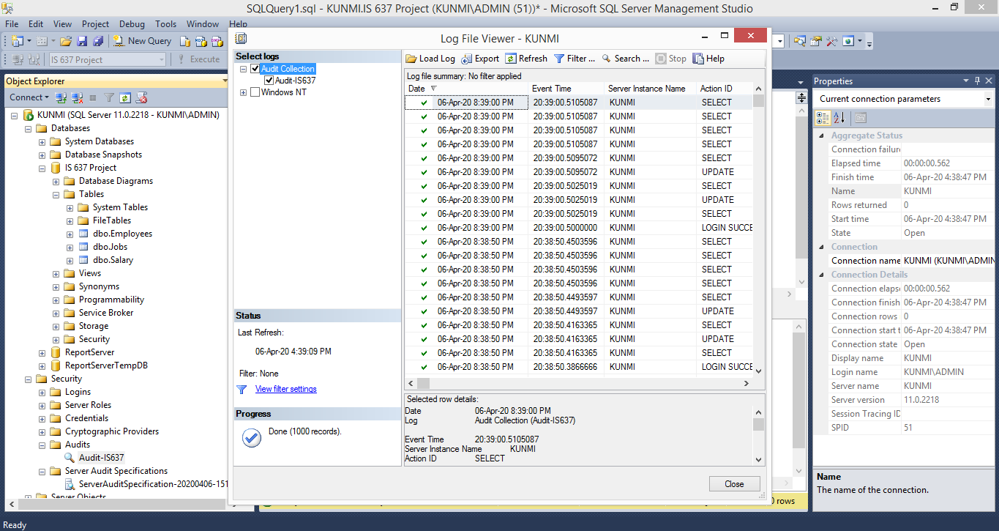 SQLQuery1.sql - KUNMI.IS 637 Project (KUNMI\ADMIN (51))* - Microsoft SQL Server Management Studio
File Edit View Project Debug Tools Window Help
New Query
IS 637 Project Execute
Object Explorer
Connect
KUNMI (SQL Server 11.0.2218 - KUNMI\ADMIN)
Databases
System Databases
Database Snapshots
IS 637 Project
Database Diagrams
Tables
System Tables
FileTables
dbo.Employees
dbo.Jobs
dbo.Salary
Views
Synonyms
Programmability
Service Broker
Storage
Security
ReportServer
ReportServerTempDB
Security
Logins
Server Roles
Credentials
Cryptographic Providers
Audits
Audit-IS637
Server Audit Specifications
ServerAuditSpecification-20200406-151
Server Objects
Log File Viewer - KUNMI
Select logs
Audit Collection
Audit-IS637
Windows NT
Status
Last Refresh:
06-Apr-20 4:39:09 PM
Filter: None
View filter settings
Progress
Done (1000 records).
Load Log Export Refresh Filter ... Search ... Stop Help
Log file summary: No filter applied
Date Event Time Server Instance Name Action ID
06-Apr-20 8:39:00 PM 20:39:00.5105087 KUNMI SELECT
06-Apr-20 8:39:00 PM 20:39:00.5105087 KUNMI SELECT
06-Apr-20 8:39:00 PM 20:39:00.5105087 KUNMI SELECT
06-Apr-20 8:39:00 PM 20:39:00.5105087 KUNMI SELECT
06-Apr-20 8:39:00 PM 20:39:00.5095072 KUNMI SELECT
06-Apr-20 8:39:00 PM 20:39:00.5095072 KUNMI UPDATE
06-Apr-20 8:39:00 PM 20:39:00.5025019 KUNMI SELECT
06-Apr-20 8:39:00 PM 20:39:00.5025019 KUNMI UPDATE
06-Apr-20 8:39:00 PM 20:39:00.5025019 KUNMI SELECT
06-Apr-20 8:39:00 PM 20:39:00.5000000 KUNMI LOGIN SUCCE
06-Apr-20 8:38:50 PM 20:38:50.4503596 KUNMI SELECT
06-Apr-20 8:38:50 PM 20:38:50.4503596 KUNMI SELECT
06-Apr-20 8:38:50 PM 20:38:50.4503596 KUNMI SELECT
06-Apr-20 8:38:50 PM 20:38:50.4503596 KUNMI SELECT
06-Apr-20 8:38:50 PM 20:38:50.4493597 KUNMI SELECT
06-Apr-20 8:38:50 PM 20:38:50.4493597 KUNMI UPDATE
06-Apr-20 8:38:50 PM 20:38:50.4163365 KUNMI SELECT
06-Apr-20 8:38:50 PM 20:38:50.4163365 KUNMI UPDATE
06-Apr-20 8:38:50 PM 20:38:50.4163365 KUNMI SELECT
06-Apr-20 8:38:50 PM 20:38:50.3866666 KUNMI LOGIN SUCCE
Selected row details:
Date 06-Apr-20 8:39:00 PM
Log Audit Collection (Audit-IS637)
Event Time 20:39:00.5105087
Server Instance Name KUNMI
Action ID SELECT
Close
0 rows
Properties
Current connection parameters
Aggregate Status
Connection failure
Elapsed time 00:00:00.562
Finish time 06-Apr-20 4:38:47 PM
Name KUNMI
Rows returned 0
Start time 06-Apr-20 4:38:47 PM
State Open
Connection
Connection name KUNMI (KUNMI\ADMIN
Connection Details
Connection elaps 00:00:00.562
Connection finish 06-Apr-20 4:38:47 PM
Connection rows 0
Connection start t 06-Apr-20 4:38:47 PM
Connection state Open
Display name KUNMI
Login name KUNMI\ADMIN
Server name KUNMI
Server version 11.0.2218
Session Tracing ID
SPID 51
Name
The name of the connection.
Ready